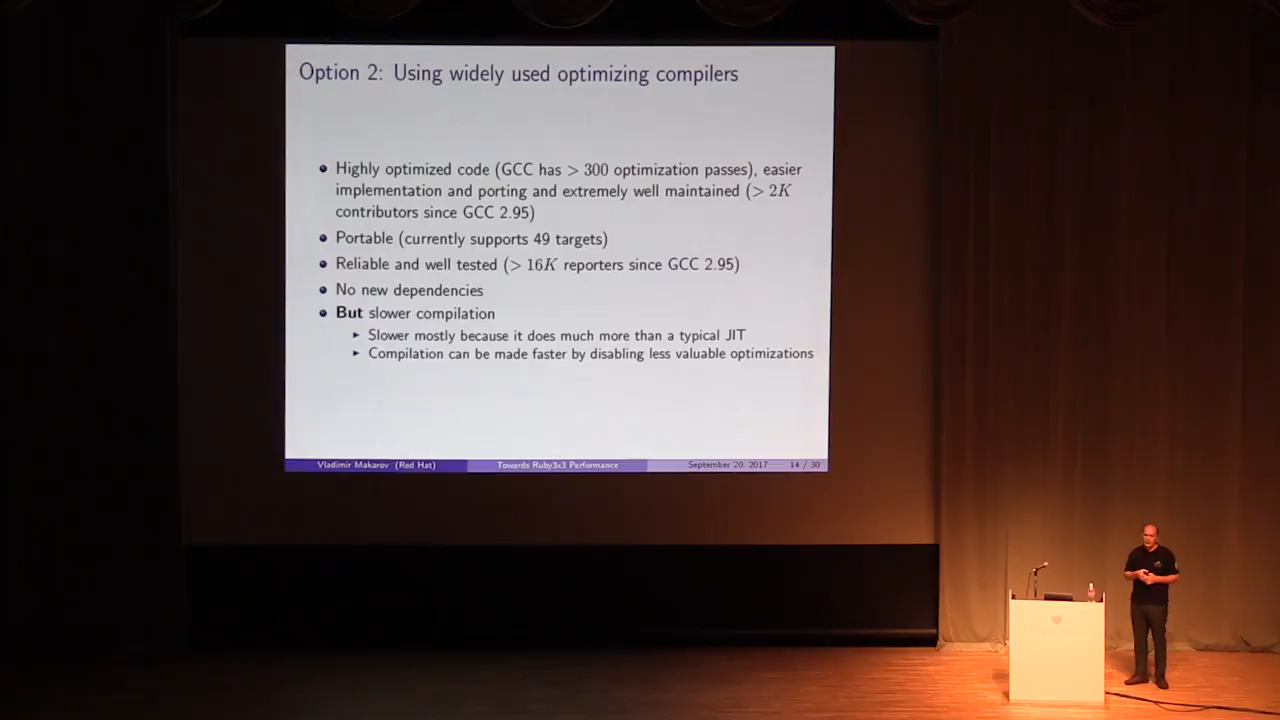 Option 2: Using widely used optimizing compilers
Highly optimized code (GCC has > 300 optimization passes), easier
implementation and porting and extremely well maintained (> 2K
contributors since GCC 2.95)
Portable (currently supports 49 targets)
Reliable and well tested (> 16K reporters since GCC 2.95)
No new dependencies
But slower compilation
Slower mostly because it does much more than a typical JIT
Compilation can be made faster by disabling less valuable optimizations
Vladimir Makarov (Red Hat) Towards Ruby3x3 Performance September 20, 2017 14 / 30